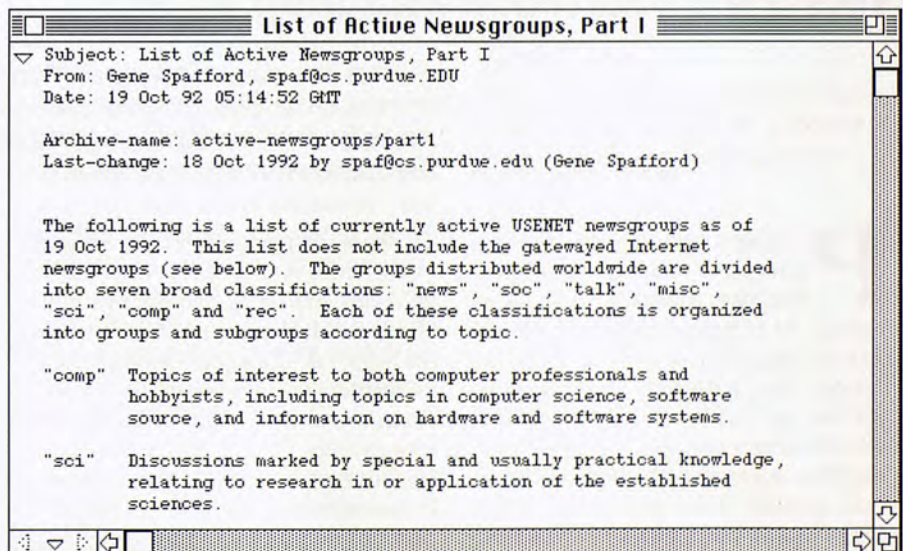 List of Active Newsgroups, Part I
Subject: List of Active Newsgroups, Part I
From: Gene Spafford, spaf@cs.purdue.EDU
Date: 19 Oct 92 05:14:52 GMT
Archive-name: active-newsgroups/part1
Last-change: 18 Oct 1992 by spaf@cs.purdue.edu (Gene Spafford)
The following is a list of currently active USENET newsgroups as of
19 Oct 1992. This list does not include the gatewayed Internet
newsgroups (see below). The groups distributed worldwide are divided
into seven broad classifications: "news", "soc", "talk", "misc",
"sci", "comp" and "rec". Each of these classifications is organized
into groups and subgroups according to topic.
"comp" Topics of interest to both computer professionals and
hobbyists, including topics in computer science, software
source, and information on hardware and software systems.
"sci" Discussions marked by special and usually practical knowledge,
relating to research in or application of the established
sciences.